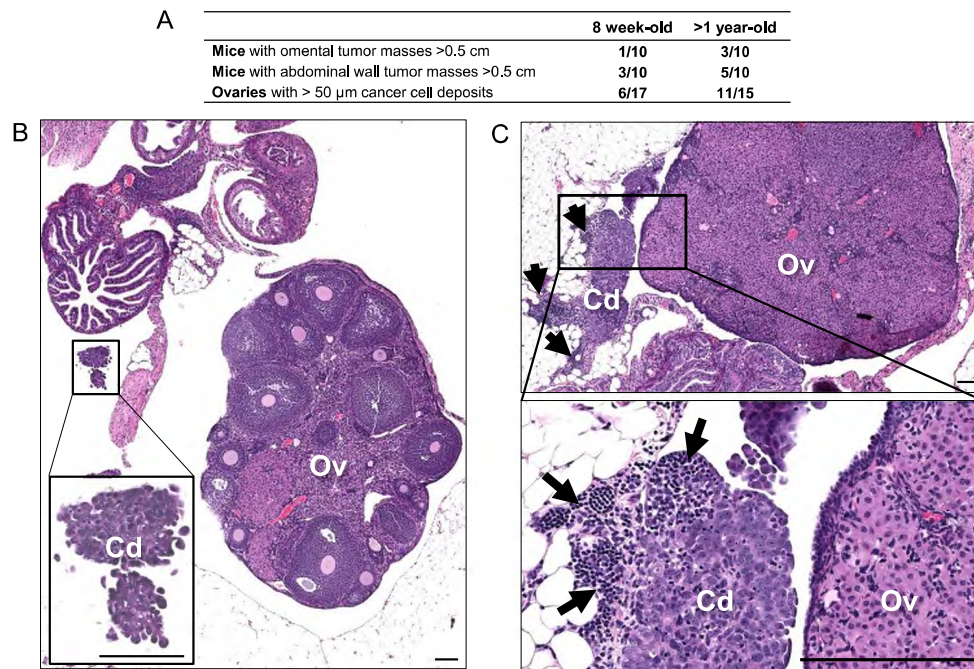 A
8 week-old >1 year-old
Mice with omental tumor masses >0.5 cm 1/10 3/10
Mice with abdominal wall tumor masses >0.5 cm 3/10 5/10
Ovaries with > 50 µm cancer cell deposits 6/17 11/15
B
C
Ov
Cd
Ov
Cd
Cd
Ov